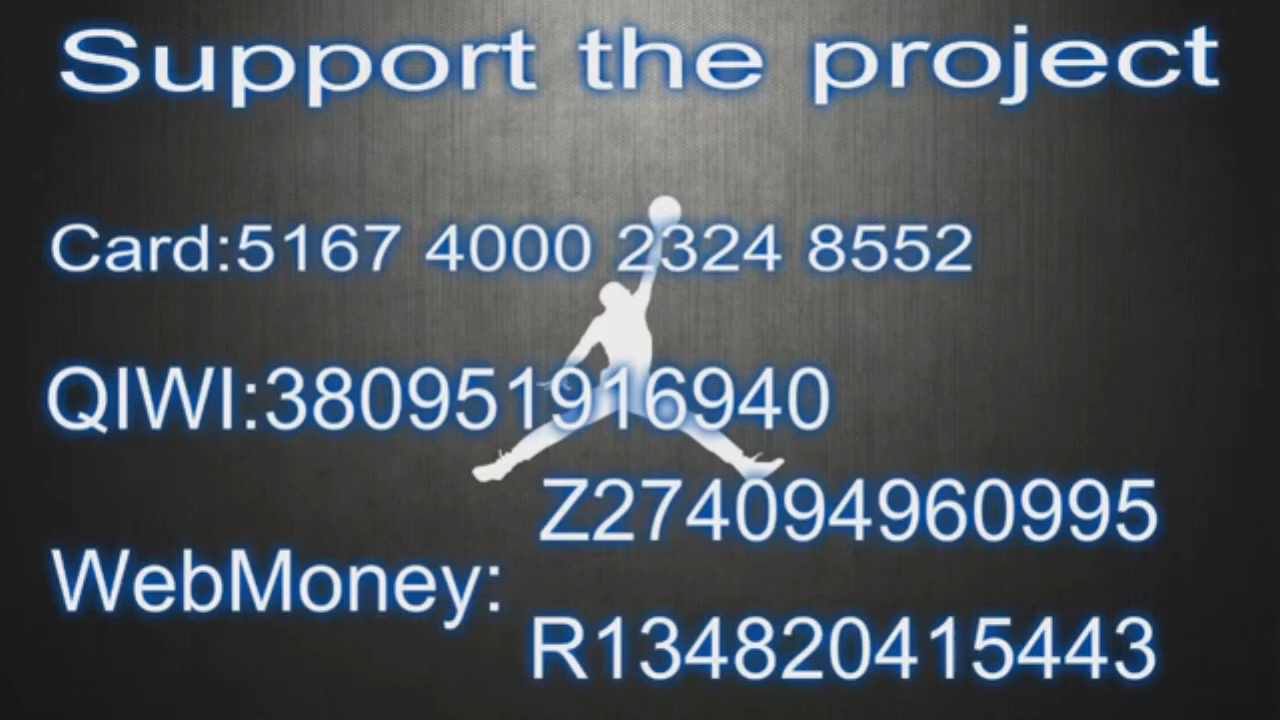 Support the project
Card:5167 4000 2324 8552
QIWI:380951916940
Z274094960995
WebMoney:
R134820415443